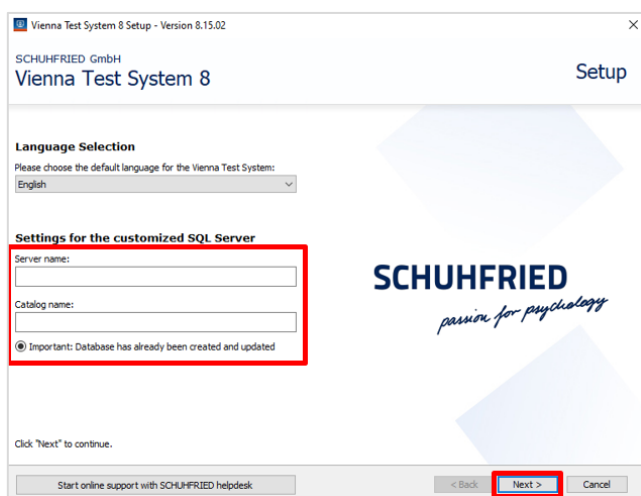 Vienna Test System 8 Setup - Version 8.15.02
SCHUHFRIED GmbH
Vienna Test System 8
Setup
Language Selection
Please choose the default language for the Vienna Test System:
English
Settings for the customized SQL Server
Server name:
Catalog name:
Important: Database has already been created and updated
SCHUHFRIED
passion for psychology
Click "Next" to continue.
Start online support with SCHUHFRIED helpdesk
< Back
Next >
Cancel